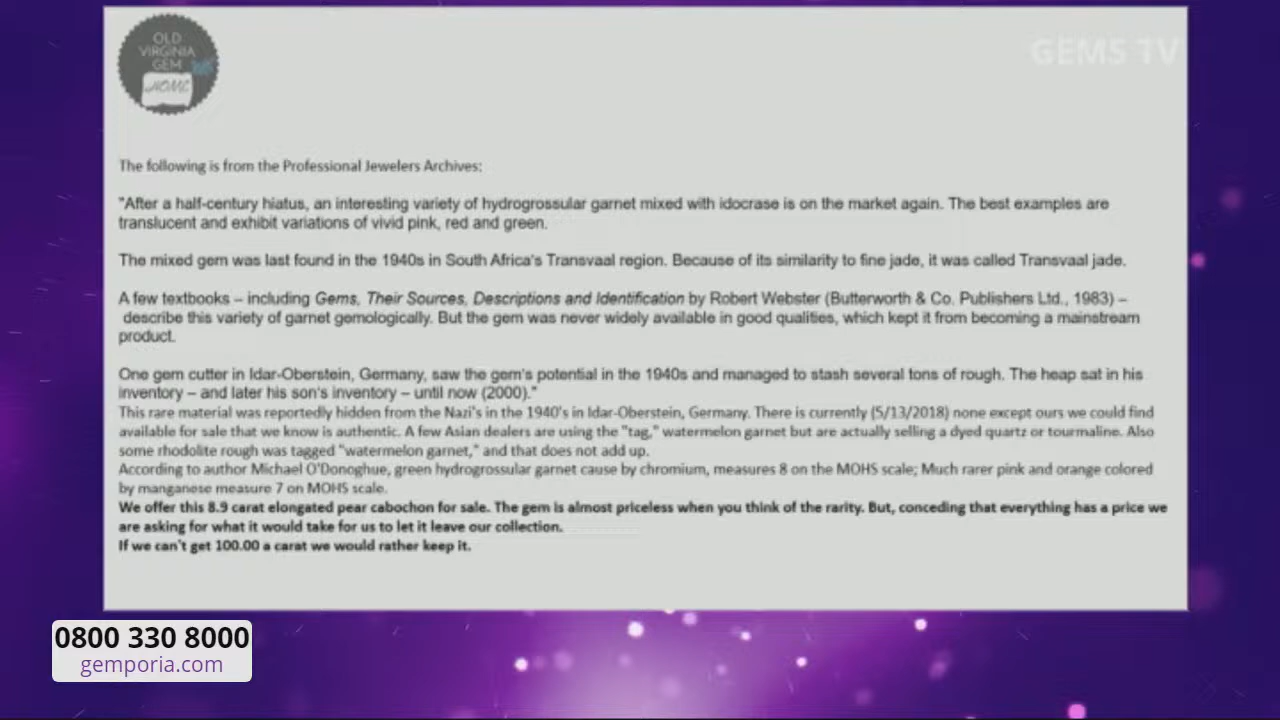 OLD
VIRGINIA
GEM
HOME
GEMS TV
The following is from the Professional Jewelers Archives:
"After a half-century hiatus, an interesting variety of hydrogrossular garnet mixed with idocrase is on the market again. The best examples are
translucent and exhibit variations of vivid pink, red and green.
The mixed gem was last found in the 1940s in South Africa's Transvaal region. Because of its similarity to fine jade, it was called Transvaal jade.
A few textbooks – including Gems, Their Sources, Descriptions and Identification by Robert Webster (Butterworth & Co. Publishers Ltd., 1983) –
describe this variety of garnet gemologically. But the gem was never widely available in good qualities, which kept it from becoming a mainstream
product.
One gem cutter in Idar-Oberstein, Germany, saw the gem's potential in the 1940s and managed to stash several tons of rough. The heap sat in his
inventory – and later his son's inventory – until now (2000)."
This rare material was reportedly hidden from the Nazi's in the 1940's in Idar-Oberstein, Germany. There is currently (5/13/2018) none except ours we could find
available for sale that we know is authentic. A few Asian dealers are using the "tag," watermelon garnet but are actually selling a dyed quartz or tourmaline. Also
some rhodolite rough was tagged "watermelon garnet," and that does not add up.
According to author Michael O'Donoghue, green hydrogrossular garnet cause by chromium, measures 8 on the MOHS scale; Much rarer pink and orange colored
by manganese measure 7 on MOHS scale.
We offer this 8.9 carat elongated pear cabochon for sale. The gem is almost priceless when you think of the rarity. But, conceding that everything has a price we
are asking for what it would take for us to let it leave our collection.
If we can't get 100.00 a carat we would rather keep it.
0800 330 8000
gemporia.com